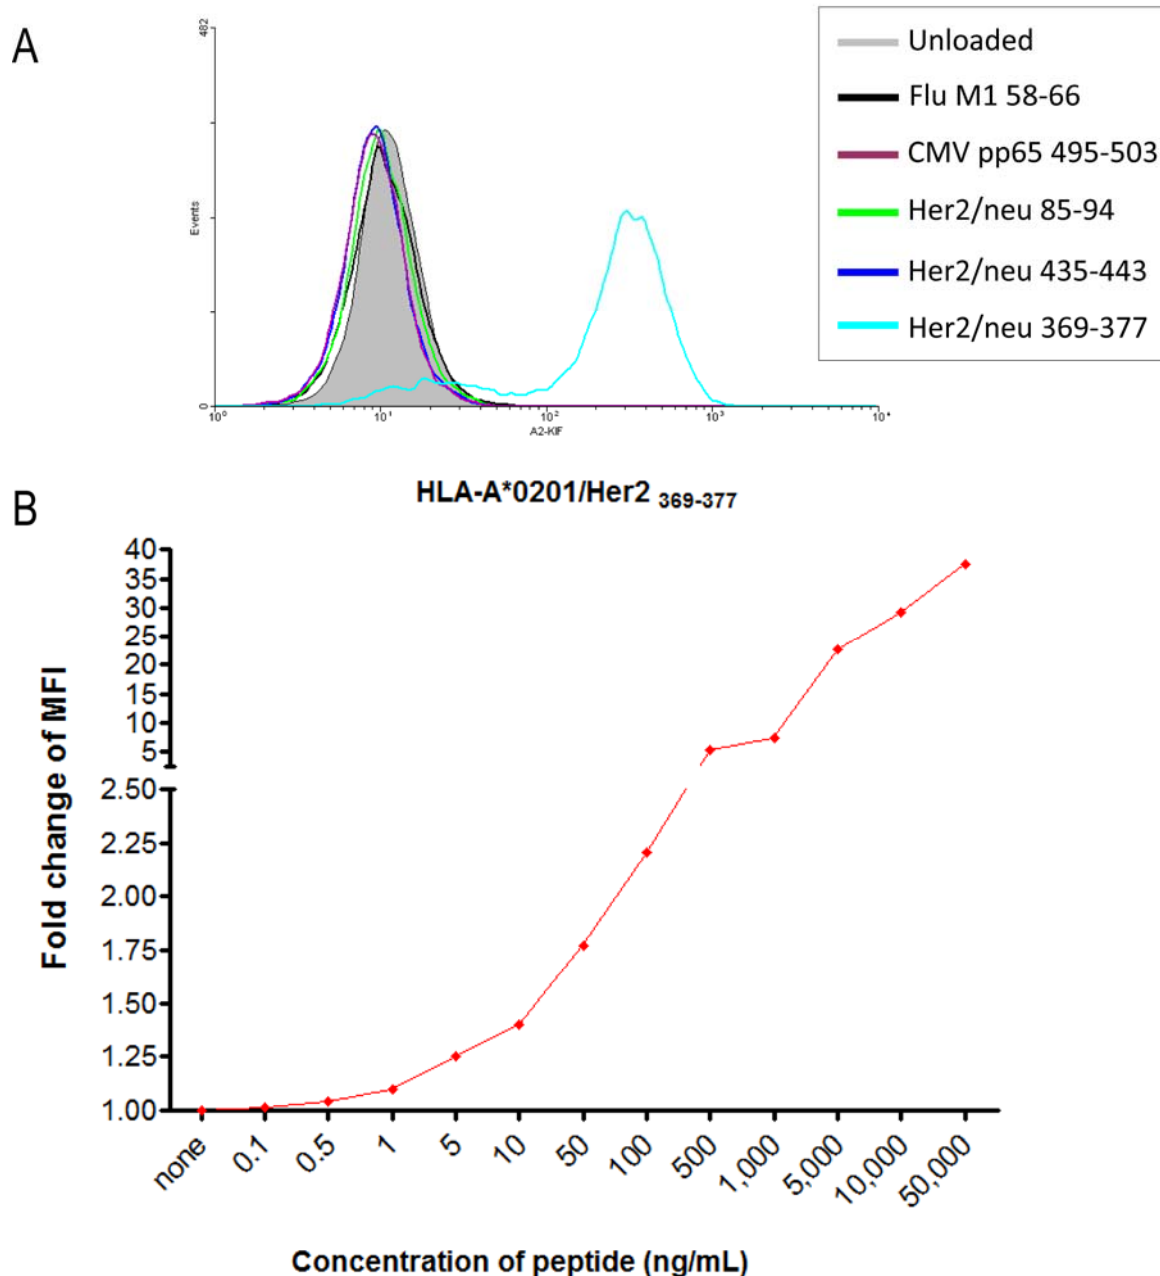 A
482
Events
0
10⁰ 10¹ 10² 10³ 10⁴
A2-KIF
Unloaded
Flu M1 58-66
CMV pp65 495-503
Her2/neu 85-94
Her2/neu 435-443
Her2/neu 369-377
B
HLA-A*0201/Her2 369-377
Fold change of MFI
40
35
30
25
20
15
10
5
2.50
2.25
2.00
1.75
1.50
1.25
1.00
none 0.1 0.5 1 5 10 50 100 500 1,000 5,000 10,000 50,000
Concentration of peptide (ng/mL)